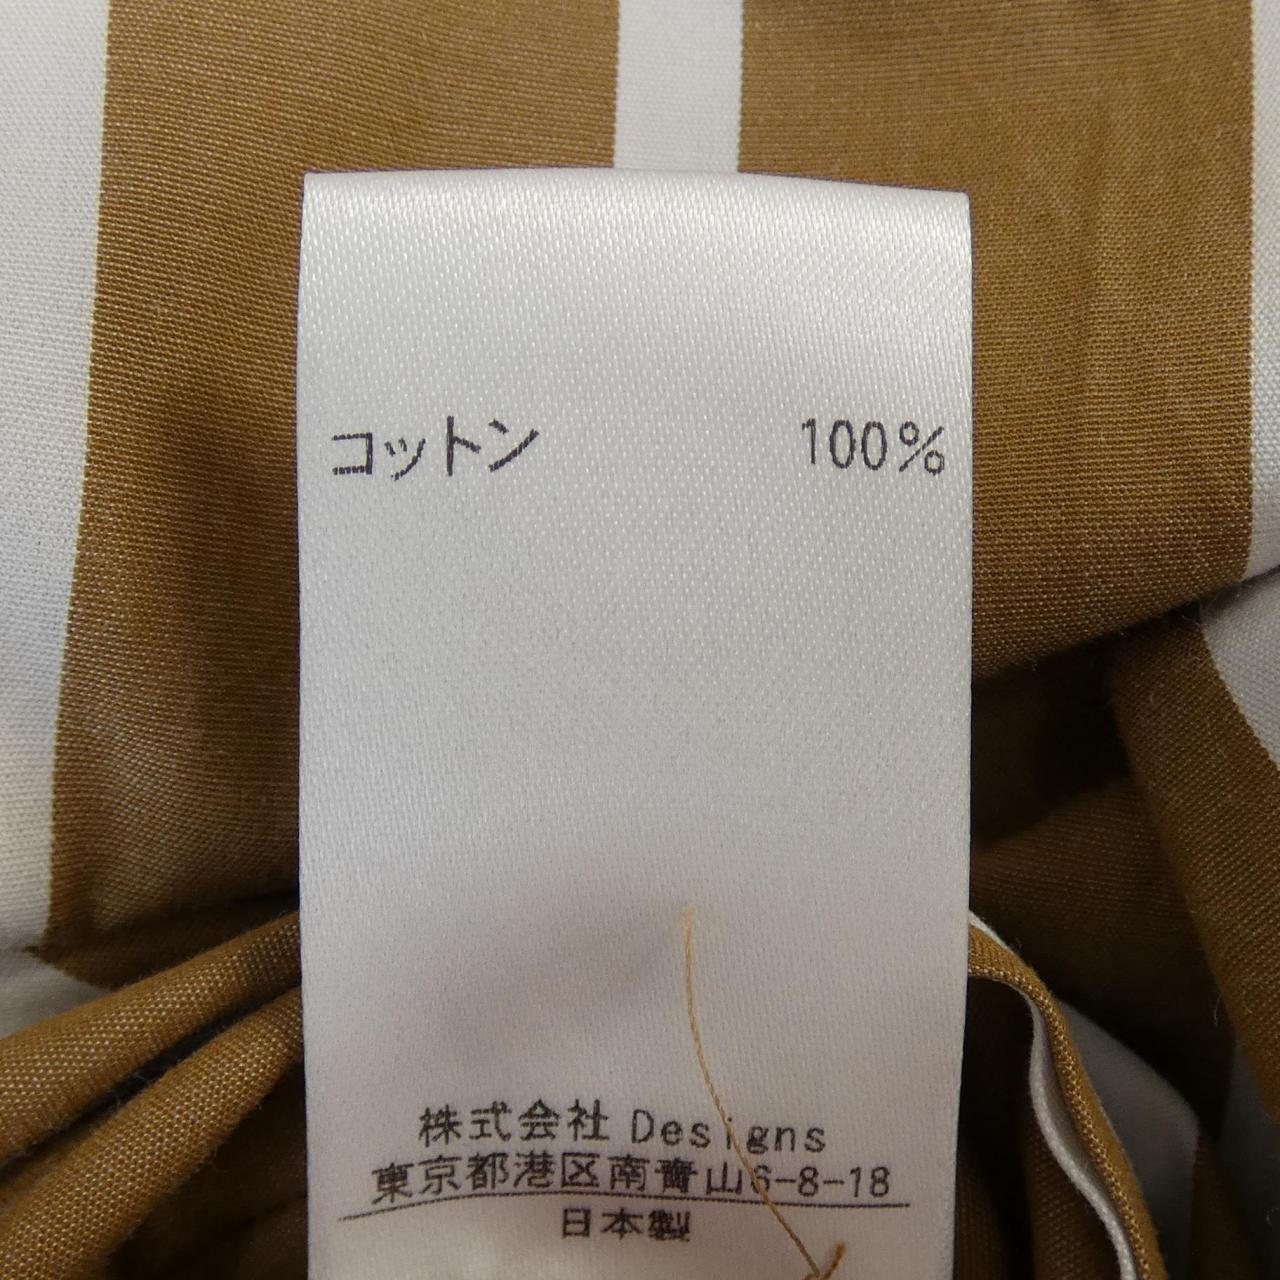 コットン 100%
株式会社 Designs
東京都港区南青山6-8-18
日本製